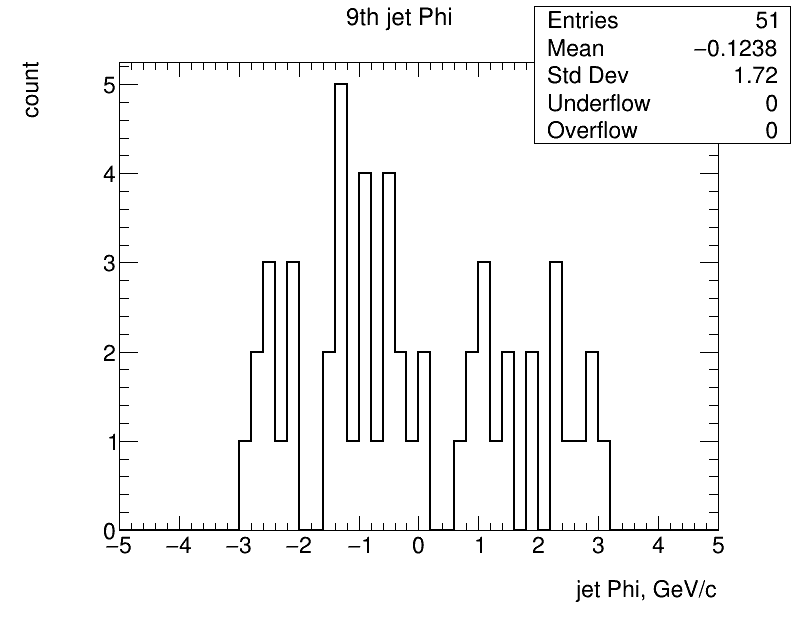 9th jet Phi
Entries 51
Mean −0.1238
Std Dev 1.72
Underflow 0
Overflow 0
count
5
4
3
2
1
0
−5 −4 −3 −2 −1 0 1 2 3 4 5
jet Phi, GeV/c